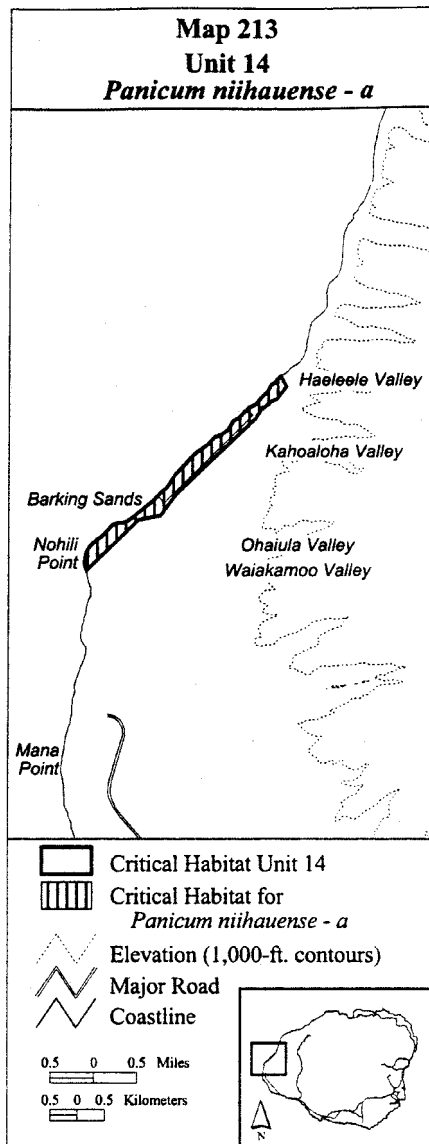 Map 213
Unit 14
Panicum niihauense - a
Haeleele Valley
Kahoaloha Valley
Barking Sands
Nohili
Point
Ohaiula Valley
Waiakamoo Valley
Mana
Point
Critical Habitat Unit 14
Critical Habitat for
Panicum niihauense - a
Elevation (1,000-ft. contours)
Major Road
Coastline
0.5 0 0.5 Miles
0.5 0 0.5 Kilometers
N